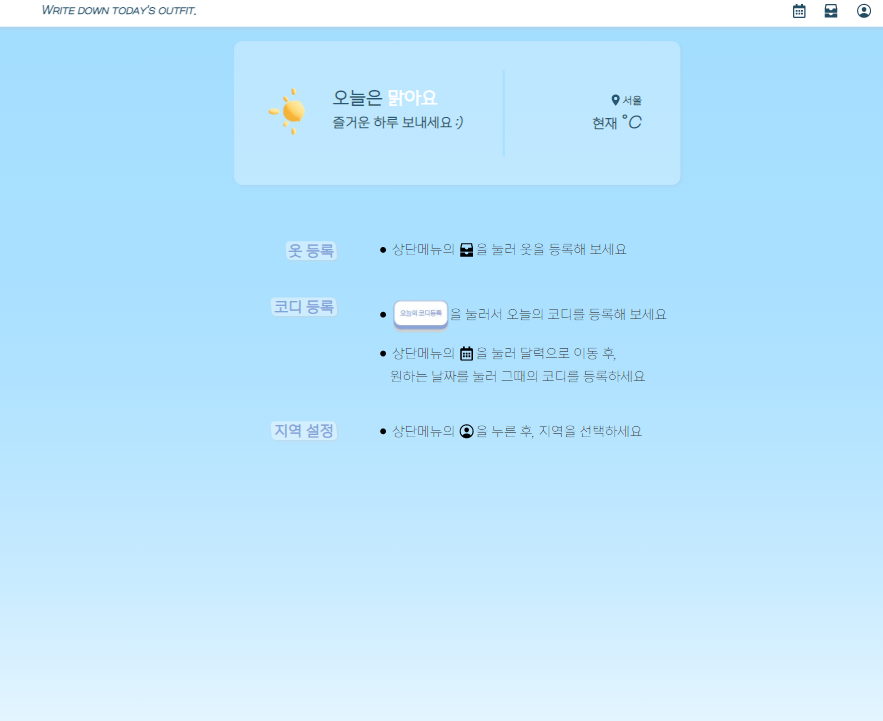 WRITE DOWN TODAY'S OUTFIT.
오늘은 맑아요
즐거운 하루 보내세요 :)
서울
현재 °C
옷 등록
• 상단메뉴의 을 눌러 옷을 등록해 보세요
코디 등록
• 오늘의 코디등록 을 눌러서 오늘의 코디를 등록해 보세요
• 상단메뉴의 을 눌러 달력으로 이동 후,
원하는 날짜를 눌러 그때의 코디를 등록하세요
지역 설정
• 상단메뉴의 을 누른 후, 지역을 선택하세요